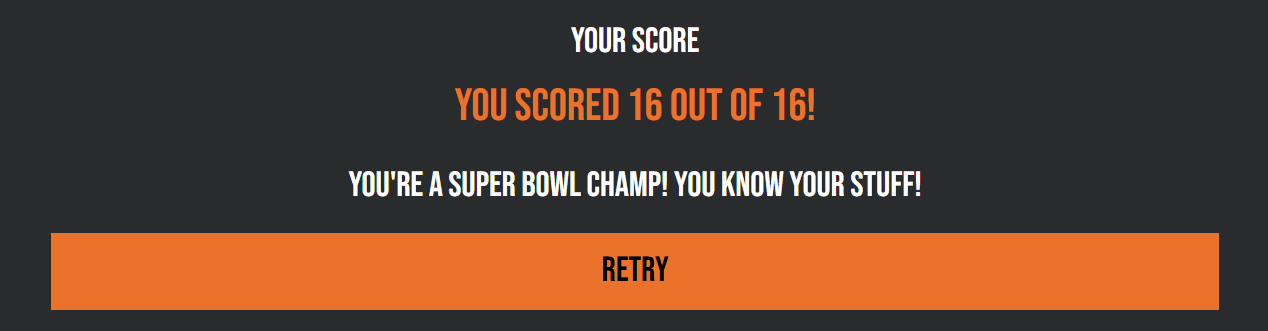 YOUR SCORE
YOU SCORED 16 OUT OF 16!
YOU'RE A SUPER BOWL CHAMP! YOU KNOW YOUR STUFF!
RETRY